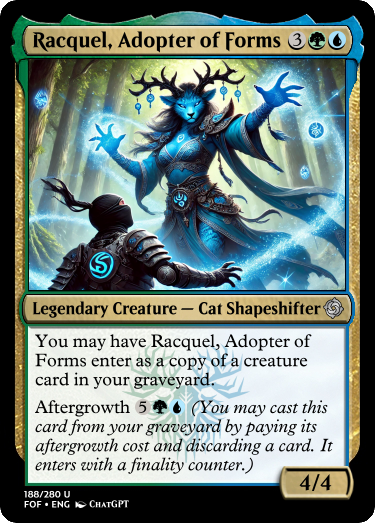 Racquel, Adopter of Forms 3
Legendary Creature — Cat Shapeshifter
You may have Racquel, Adopter of
Forms enter as a copy of a creature
card in your graveyard.
Aftergrowth 5 (You may cast this
card from your graveyard by paying its
aftergrowth cost and discarding a card. It
enters with a finality counter.)
4/4
188/280 U
FOF • ENG ChatGPT